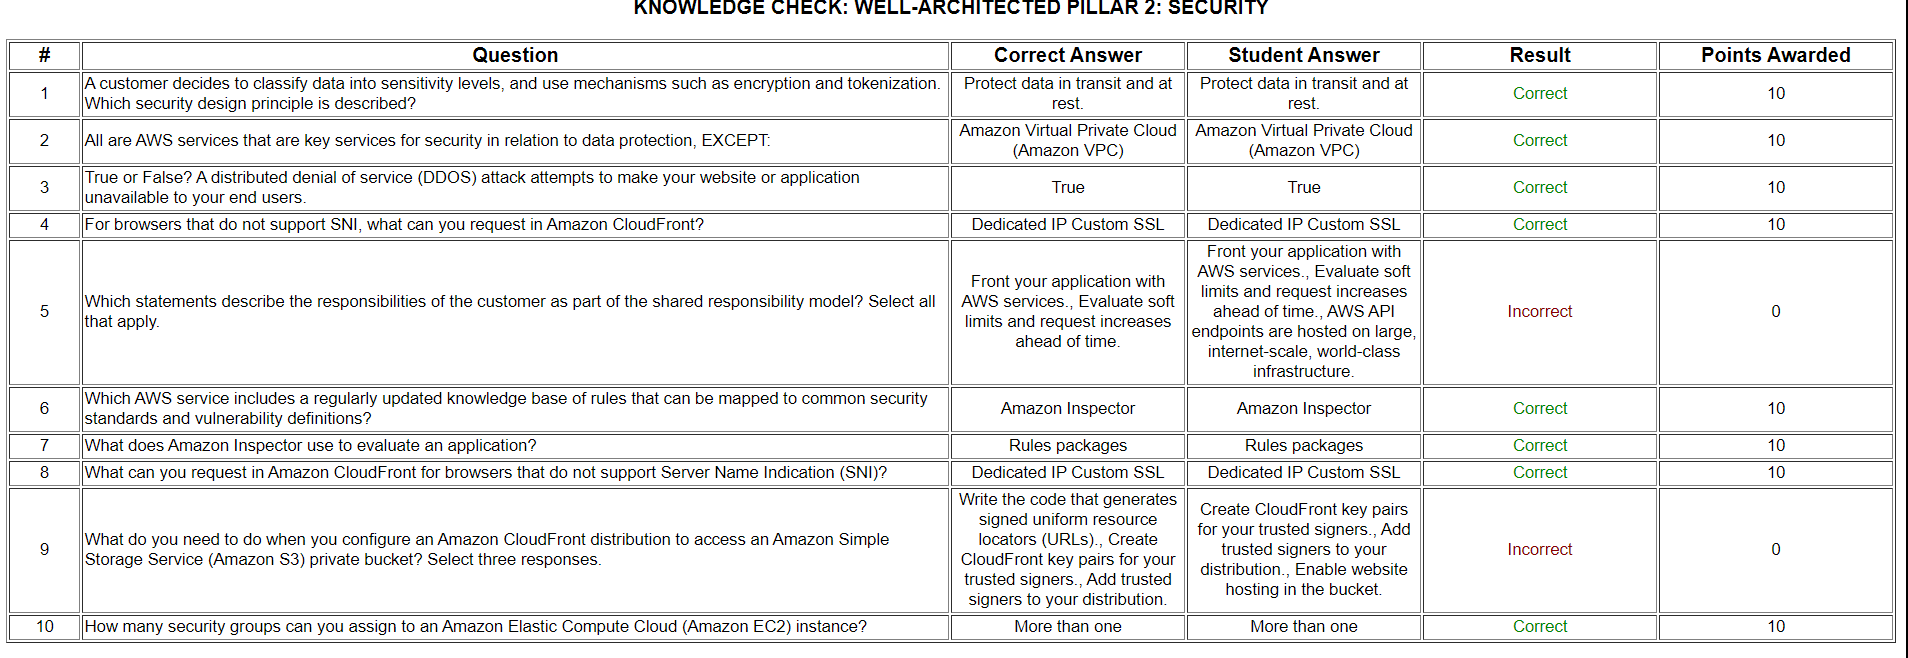 KNOWLEDGE CHECK: WELL-ARCHITECTED PILLAR 2: SECURITY
# Question Correct Answer Student Answer Result Points Awarded
1
A customer decides to classify data into sensitivity levels, and use mechanisms such as encryption and tokenization.
Which security design principle is described?
Protect data in transit and at
rest.
Protect data in transit and at
rest.
Correct
10
2
All are AWS services that are key services for security in relation to data protection, EXCEPT:
Amazon Virtual Private Cloud
(Amazon VPC)
Amazon Virtual Private Cloud
(Amazon VPC)
Correct
10
3
True or False? A distributed denial of service (DDOS) attack attempts to make your website or application
unavailable to your end users.
True
True
Correct
10
4
For browsers that do not support SNI, what can you request in Amazon CloudFront?
Dedicated IP Custom SSL
Dedicated IP Custom SSL
Correct
10
5
Which statements describe the responsibilities of the customer as part of the shared responsibility model? Select all
that apply.
Front your application with
AWS services., Evaluate soft
limits and request increases
ahead of time.
Front your application with
AWS services., Evaluate soft
limits and request increases
ahead of time., AWS API
endpoints are hosted on large,
internet-scale, world-class
infrastructure.
Incorrect
0
6
Which AWS service includes a regularly updated knowledge base of rules that can be mapped to common security
standards and vulnerability definitions?
Amazon Inspector
Amazon Inspector
Correct
10
7
What does Amazon Inspector use to evaluate an application?
Rules packages
Rules packages
Correct
10
8
What can you request in Amazon CloudFront for browsers that do not support Server Name Indication (SNI)?
Dedicated IP Custom SSL
Dedicated IP Custom SSL
Correct
10
9
What do you need to do when you configure an Amazon CloudFront distribution to access an Amazon Simple
Storage Service (Amazon S3) private bucket? Select three responses.
Write the code that generates
signed uniform resource
locators (URLs)., Create
CloudFront key pairs for your
trusted signers., Add trusted
signers to your distribution.
Create CloudFront key pairs
for your trusted signers., Add
trusted signers to your
distribution., Enable website
hosting in the bucket.
Incorrect
0
10
How many security groups can you assign to an Amazon Elastic Compute Cloud (Amazon EC2) instance?
More than one
More than one
Correct
10